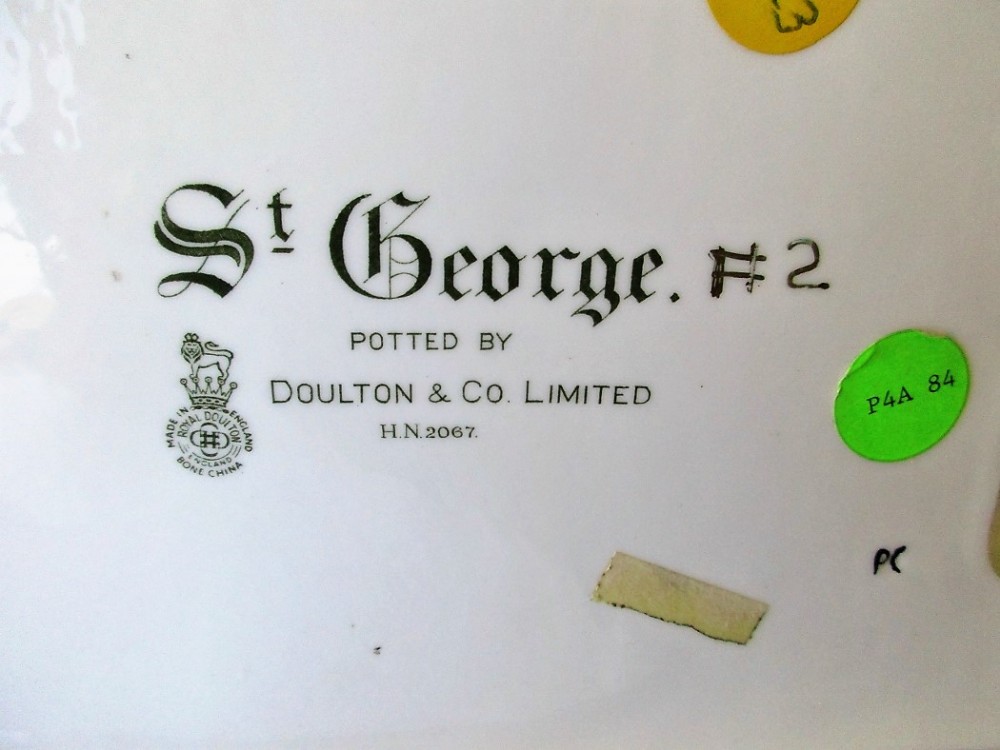 St George. #2
POTTED BY
DOULTON & CO. LIMITED
H.N.2067.
MADE IN ENGLAND
ROYAL DOULTON
ENGLAND
BONE CHINA
P4A 84
PC